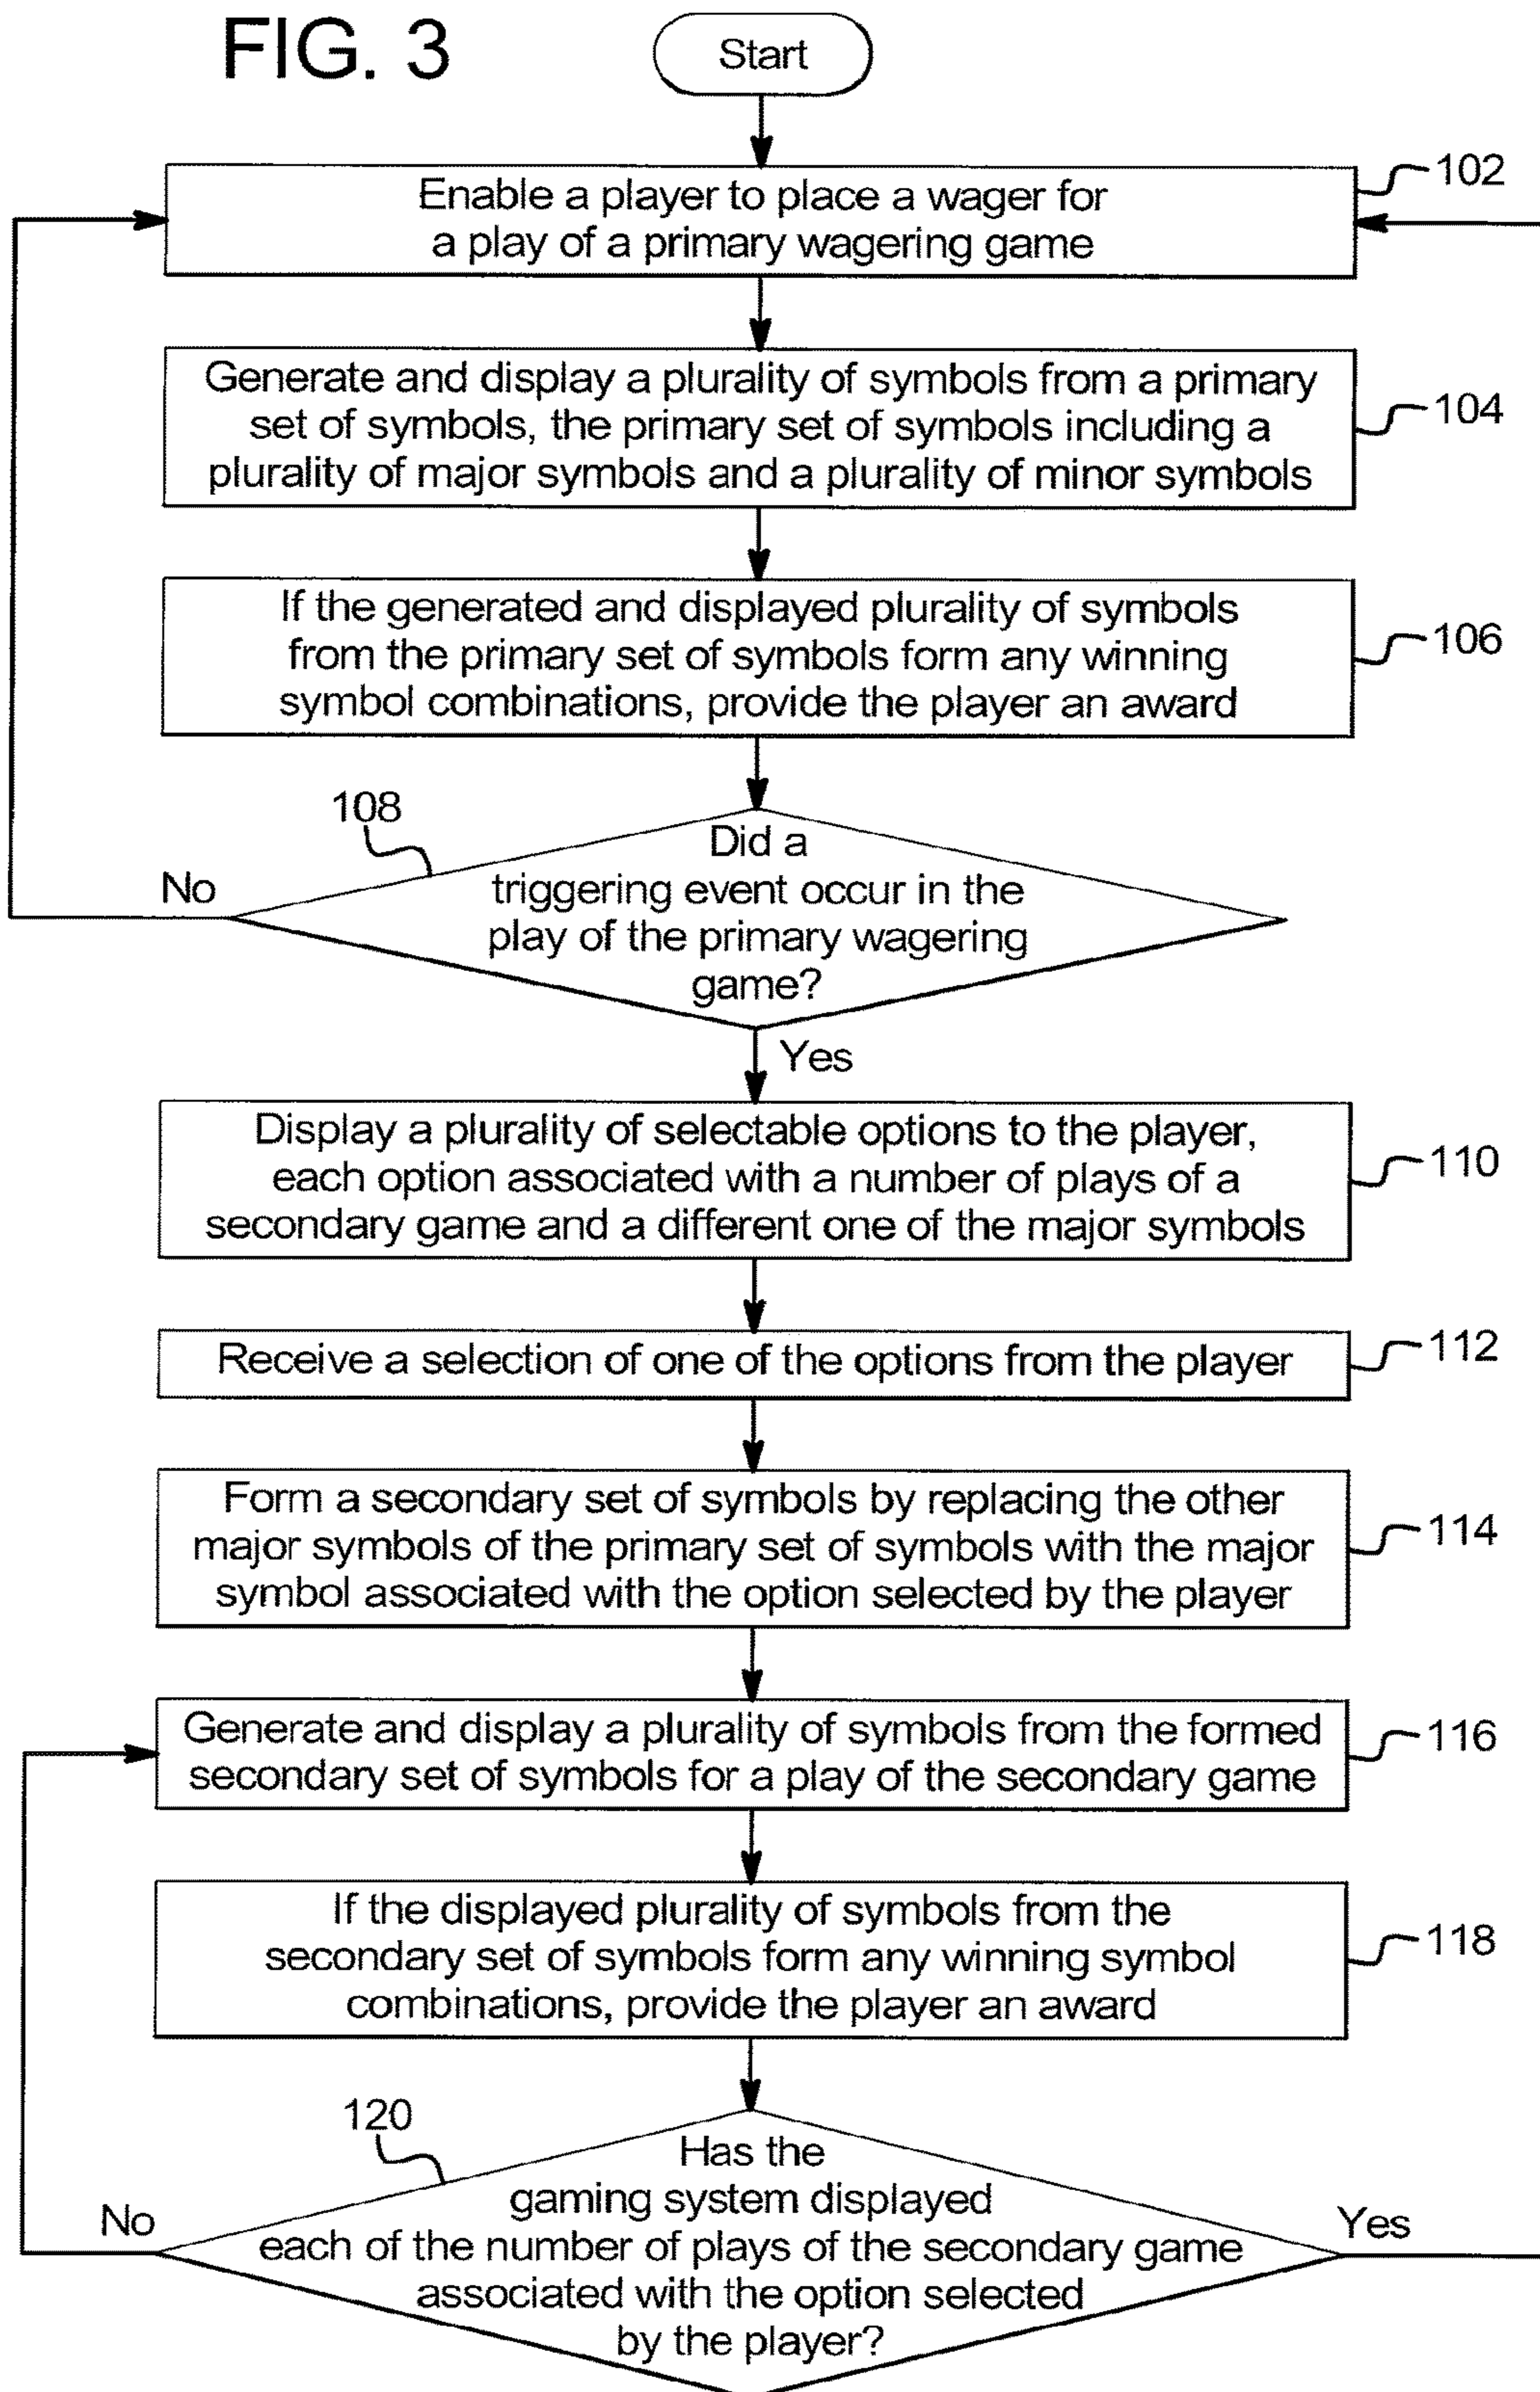 FIG. 3
Start
Enable a player to place a wager for
a play of a primary wagering game
102
Generate and display a plurality of symbols from a primary
set of symbols, the primary set of symbols including a
plurality of major symbols and a plurality of minor symbols
104
If the generated and displayed plurality of symbols
from the primary set of symbols form any winning
symbol combinations, provide the player an award
106
108
Did a
triggering event occur in the
play of the primary wagering
game?
No
Yes
Display a plurality of selectable options to the player,
each option associated with a number of plays of a
secondary game and a different one of the major symbols
110
Receive a selection of one of the options from the player
112
Form a secondary set of symbols by replacing the other
major symbols of the primary set of symbols with the major
symbol associated with the option selected by the player
114
Generate and display a plurality of symbols from the formed
secondary set of symbols for a play of the secondary game
116
If the displayed plurality of symbols from the
secondary set of symbols form any winning symbol
combinations, provide the player an award
118
120
Has the
gaming system displayed
each of the number of plays of the secondary game
associated with the option selected
by the player?
No
Yes